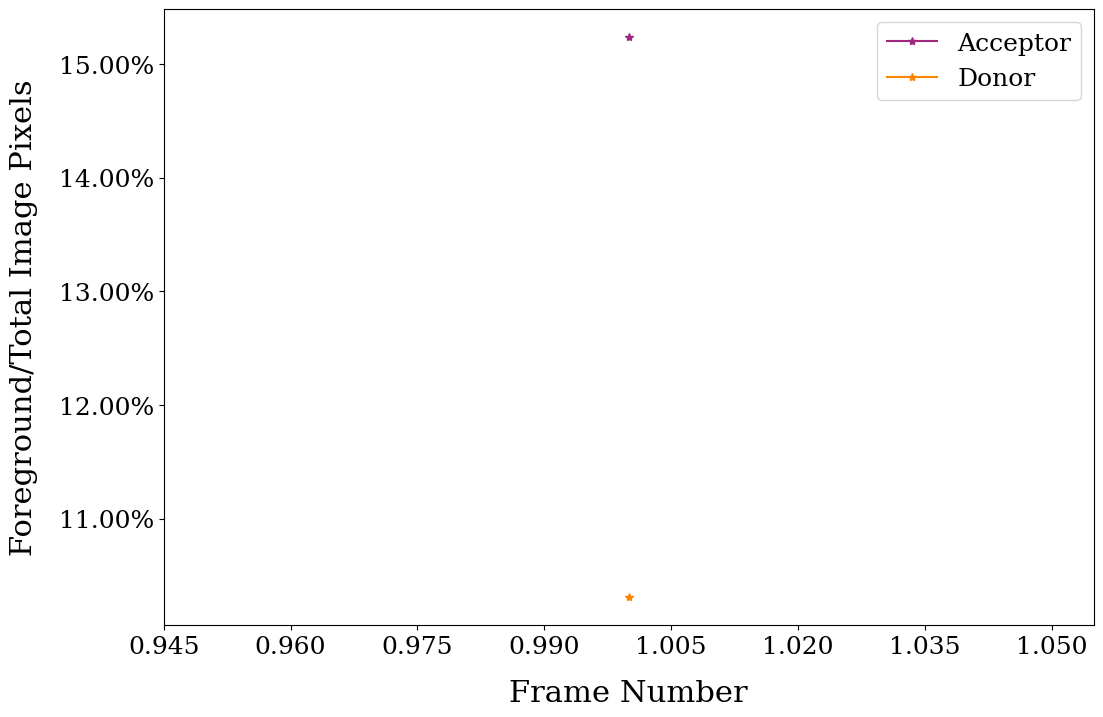 Foreground/Total Image Pixels
15.00%
14.00%
13.00%
12.00%
11.00%
Acceptor
Donor
0.945 0.960 0.975 0.990 1.005 1.020 1.035 1.050
Frame Number